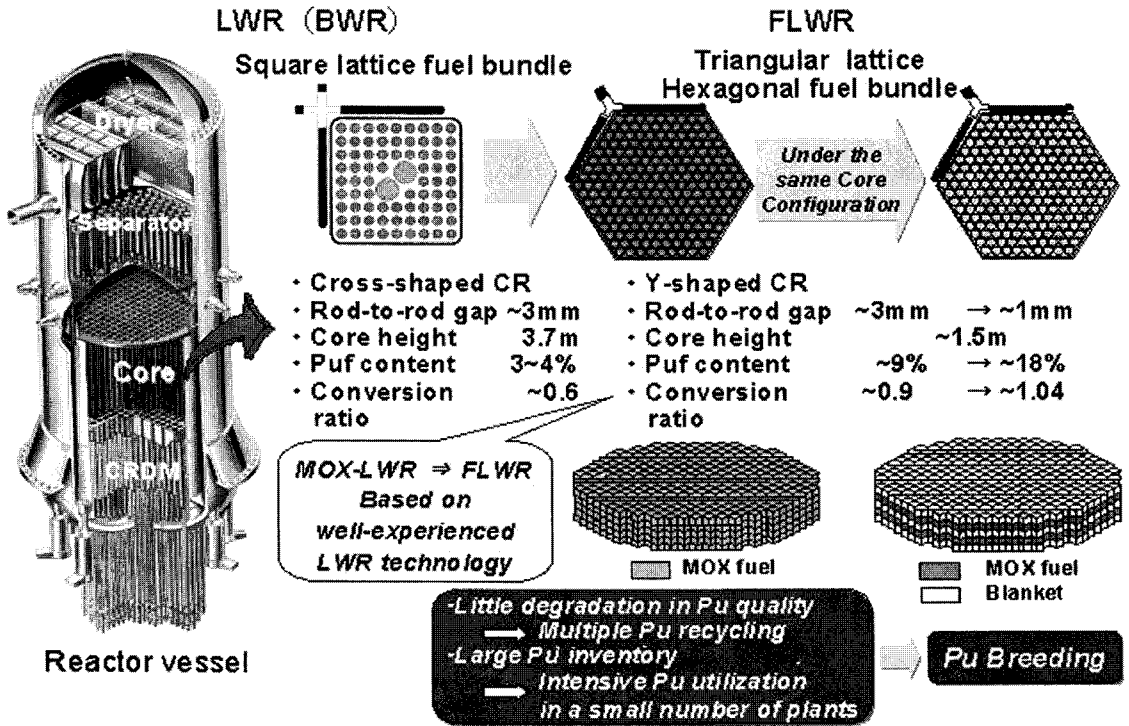 LWR (BWR)
FLWR
Square lattice fuel bundle
Triangular lattice
Hexagonal fuel bundle
Dryer
Separator
Core
CRDM
Reactor vessel
Under the
same Core
Configuration
· Cross-shaped CR
· Rod-to-rod gap ~3mm
· Core height 3.7m
· Puf content 3~4%
· Conversion ~0.6
ratio
· Y-shaped CR
· Rod-to-rod gap ~3mm → ~1mm
· Core height ~1.5m
· Puf content ~9% → ~18%
· Conversion ~0.9 → ~1.04
ratio
MOX-LWR ⇒ FLWR
Based on
well-experienced
LWR technology
MOX fuel
MOX fuel
Blanket
-Little degradation in Pu quality
→ Multiple Pu recycling
-Large Pu inventory
→ Intensive Pu utilization
in a small number of plants
Pu Breeding